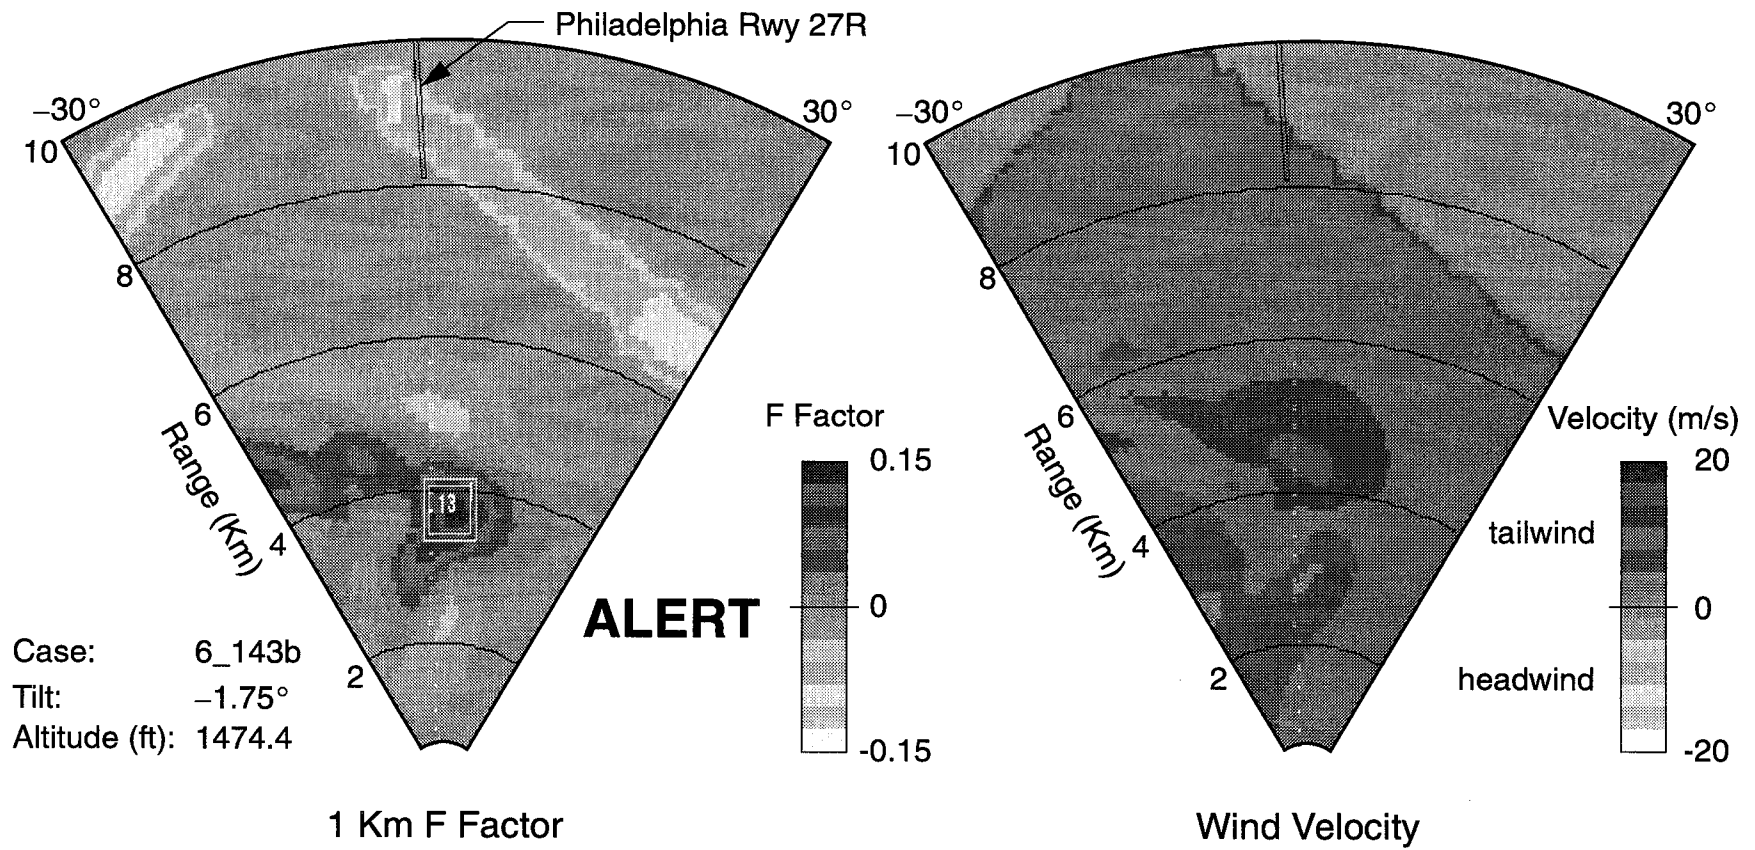 Philadelphia Rwy 27R
–30°
30°
–30°
30°
10
10
8
8
6
6
F Factor
Velocity (m/s)
0.15
20
13
Range (Km)
Range (Km)
tailwind
4
4
ALERT
0
0
Case: 6_143b
2
2
headwind
Tilt: –1.75°
Altitude (ft): 1474.4
-0.15
-20
1 Km F Factor
Wind Velocity